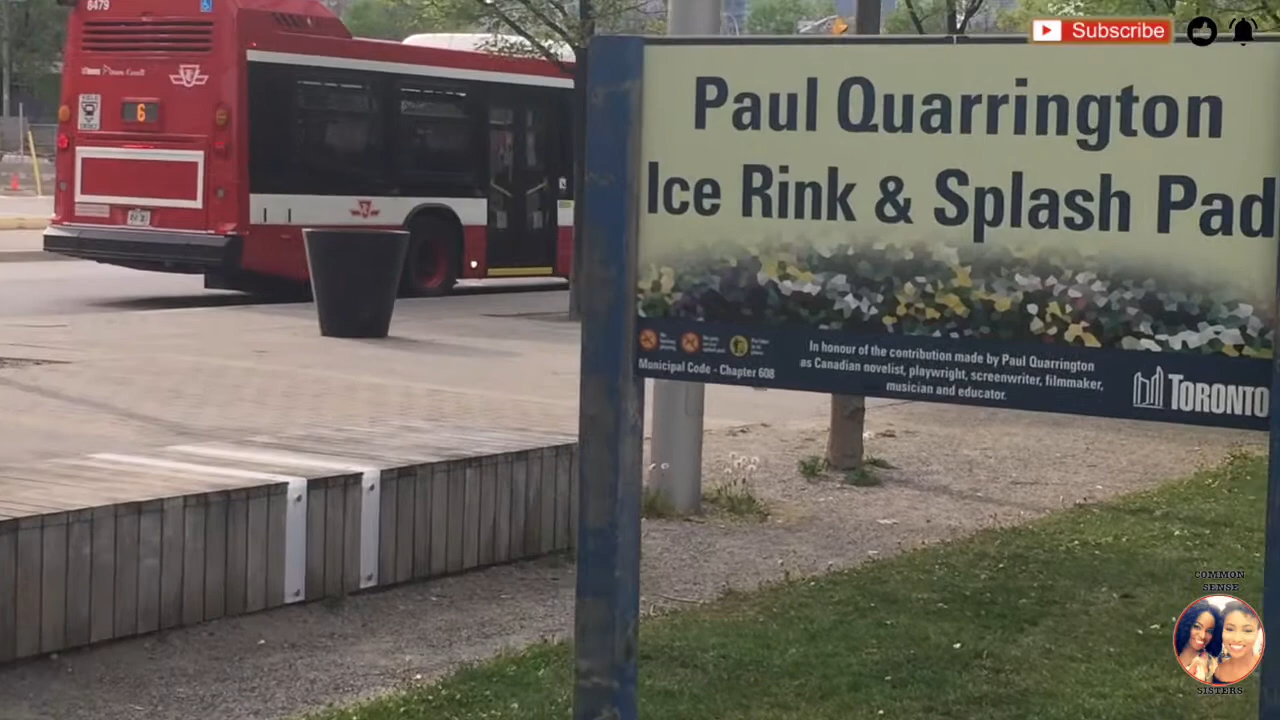 8479
6
Subscribe
Paul Quarrington
Ice Rink & Splash Pad
Municipal Code - Chapter 608
In honour of the contribution made by Paul Quarrington
as Canadian novelist, playwright, screenwriter, filmmaker,
musician and educator.
TORONTO
COMMON
SENSE
SISTERS